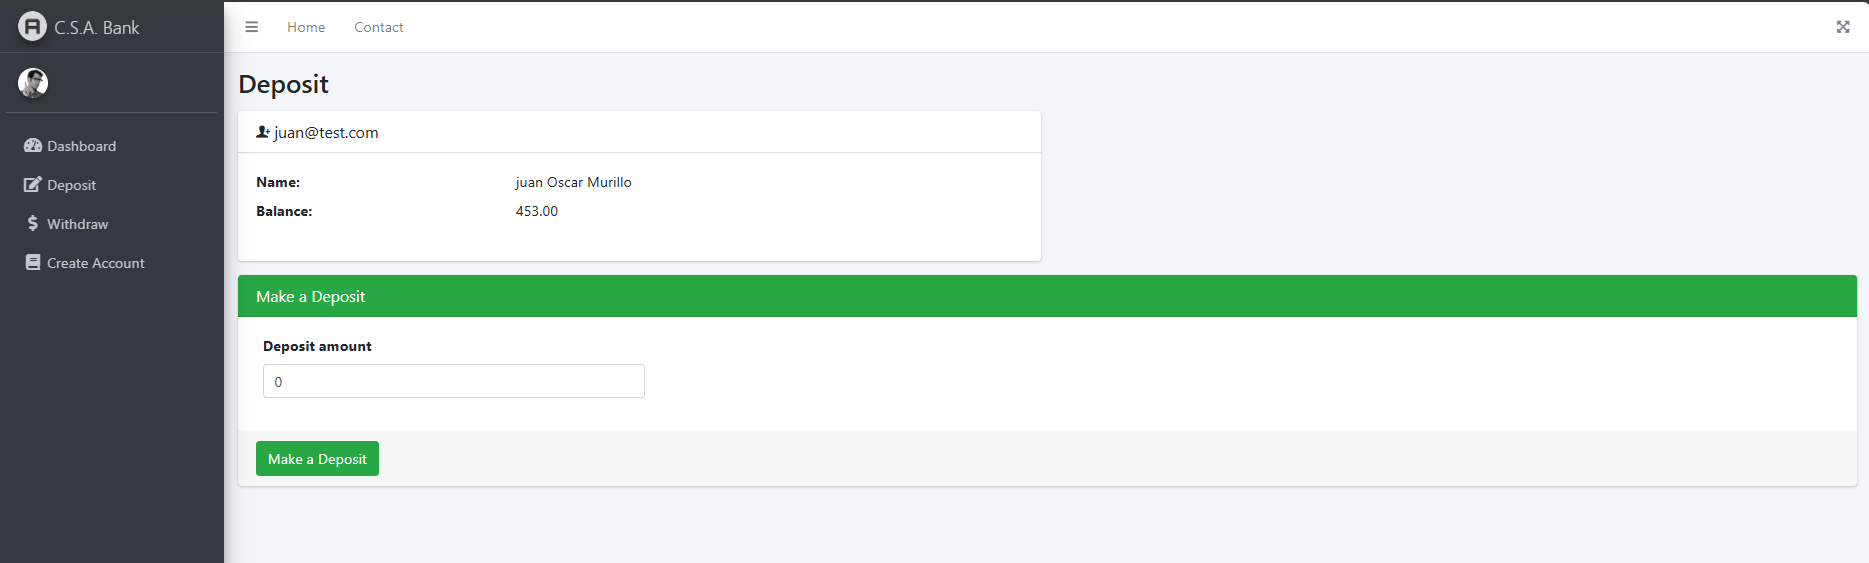 C.S.A. Bank
Home Contact
Dashboard
Deposit
Withdraw
Create Account
Deposit
juan@test.com
Name: juan Oscar Murillo
Balance: 453.00
Make a Deposit
Deposit amount
0
Make a Deposit